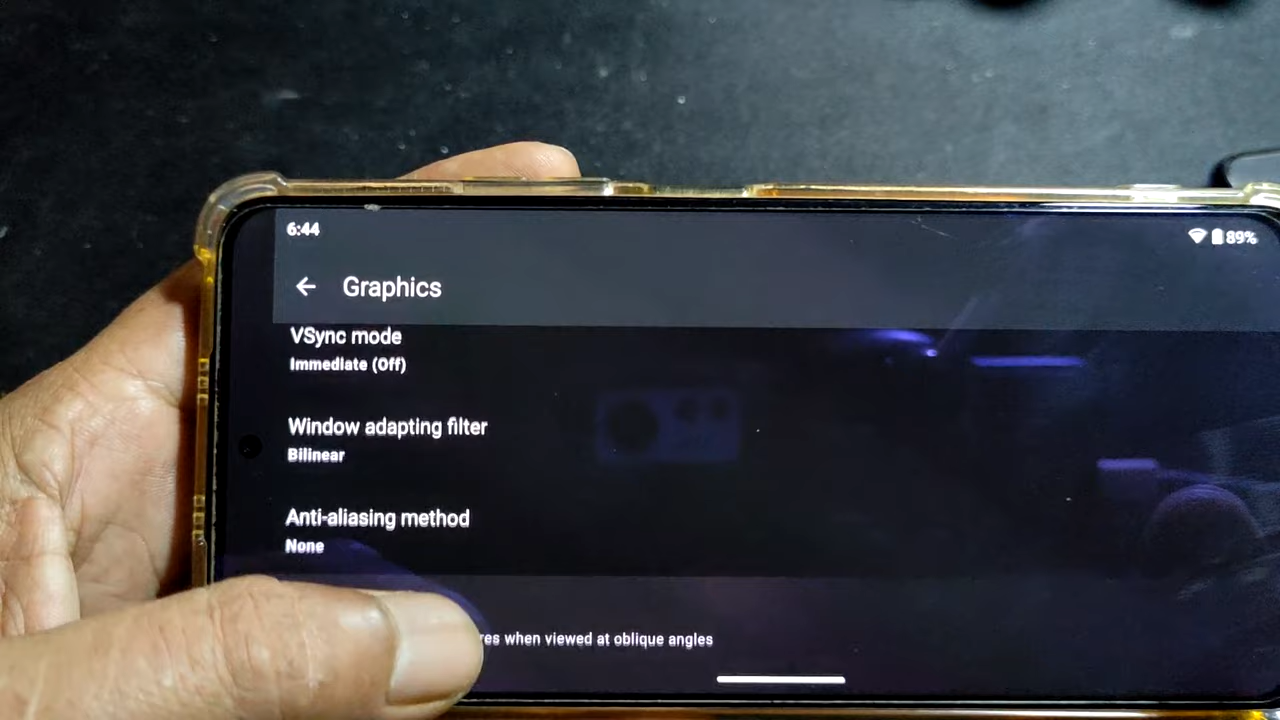 6:44
89%
Graphics
VSync mode
Immediate (Off)
Window adapting filter
Bilinear
Anti-aliasing method
None
when viewed at oblique angles